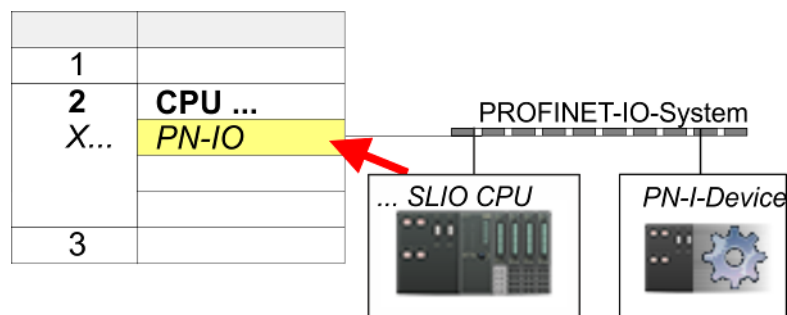 1
2 CPU ...
X... PN-IO
3
PROFINET-IO-System
... SLIO CPU
PN-I-Device